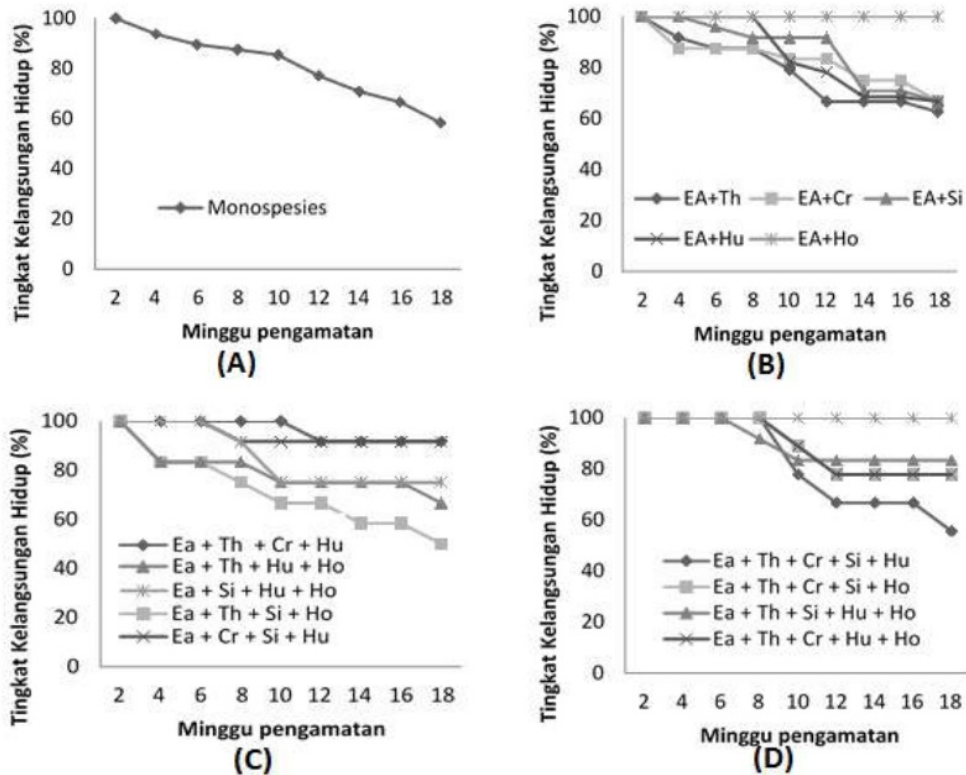 Tingkat Kelangsungan Hidup (%)
100
80
60
40
20
0
Monospesies
2 4 6 8 10 12 14 16 18
Minggu pengamatan
(A)
Tingkat Kelangsungan Hidup (%)
100
80
60
40
20
0
EA+Th EA+Cr EA+Si
EA+Hu EA+Ho
2 4 6 8 10 12 14 16 18
Minggu pengamatan
(B)
Tingkat Kelangsungan Hidup (%)
100
80
60
40
20
0
Ea + Th + Cr + Hu
Ea + Th + Hu + Ho
Ea + Si + Hu + Ho
Ea + Th + Si + Ho
Ea + Cr + Si + Hu
2 4 6 8 10 12 14 16 18
Minggu pengamatan
(C)
Tingkat Kelangsungan Hidup (%)
100
80
60
40
20
0
Ea + Th + Cr + Si + Hu
Ea + Th + Cr + Si + Ho
Ea + Th + Si + Hu + Ho
Ea + Th + Cr + Hu + Ho
2 4 6 8 10 12 14 16 18
Minggu pengamatan
(D)